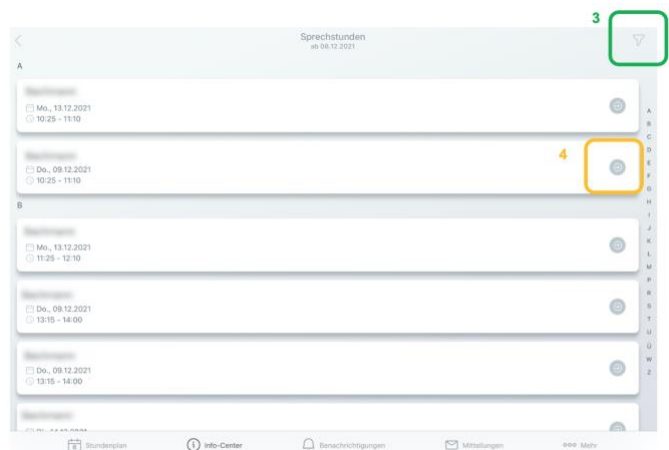 3
Sprechstunden
ab 08.12.2021
A
Mo., 13.12.2021
10:25 - 11:10
4
Do., 09.12.2021
10:25 - 11:10
B
Mo., 13.12.2021
11:25 - 12:10
Do., 09.12.2021
13:15 - 14:00
Do., 09.12.2021
13:15 - 14:00
A
B
C
D
E
F
G
H
I
J
K
L
M
P
R
S
T
U
Ü
W
Z
Stundenplan
Info-Center
Benachrichtigungen
Mitteilungen
Mehr